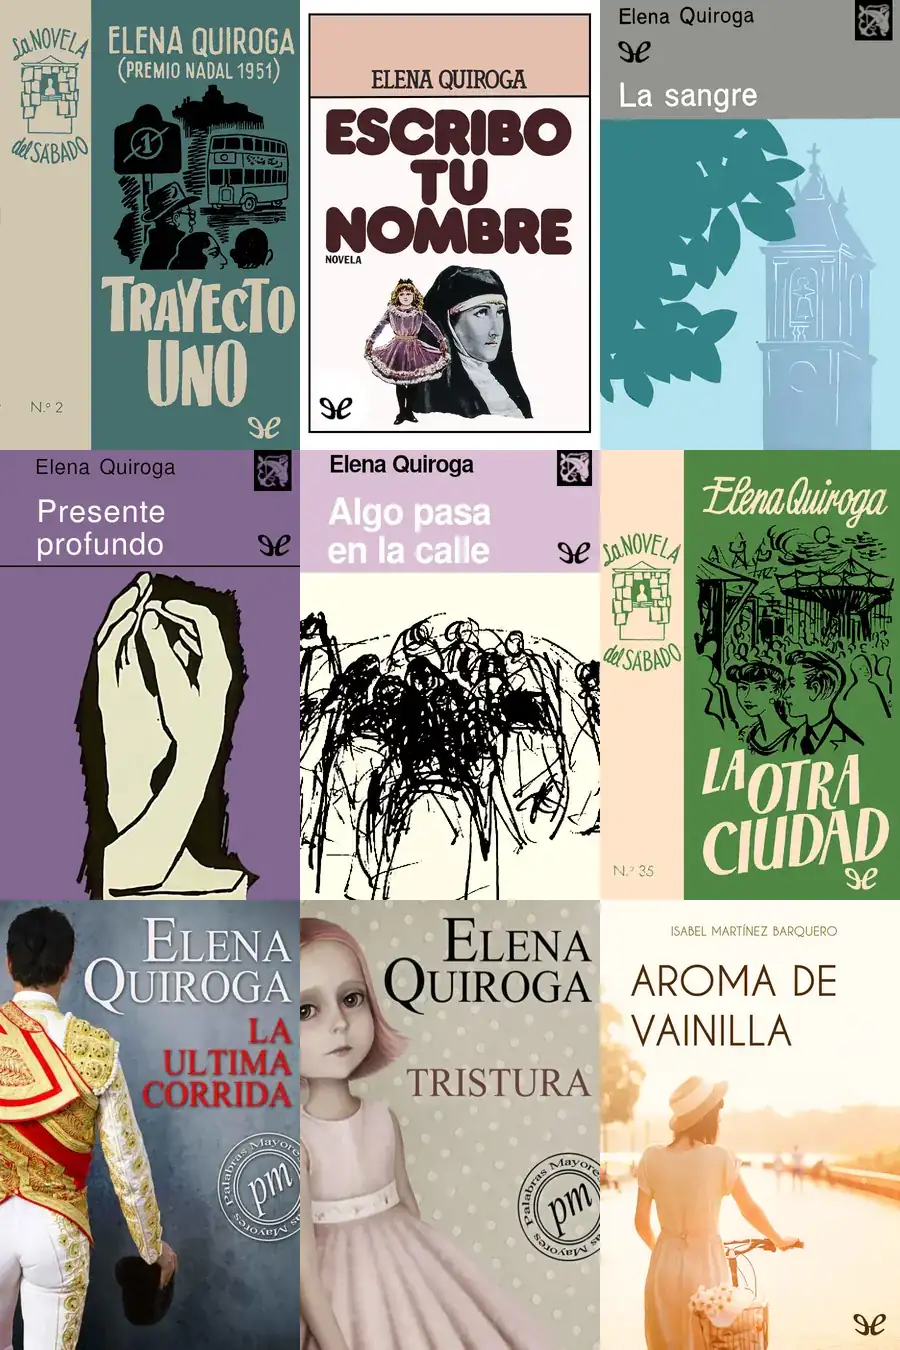 La NOVELA
del SÁBADO
N.º 2
ELENA QUIROGA
(PREMIO NADAL 1951)
1
TRAYECTO
UNO
ELENA QUIROGA
ESCRIBO
TU
NOMBRE
NOVELA
Elena Quiroga
La sangre
Elena Quiroga
Presente
profundo
Elena Quiroga
Algo pasa
en la calle
La NOVELA
del SÁBADO
N.º 35
Elena Quiroga
LA OTRA
CIUDAD
ELENA
QUIROGA
LA
ULTIMA
CORRIDA
Palabras Mayores
pm
ELENA
QUIROGA
TRISTURA
Palabras Mayores
pm
ISABEL MARTÍNEZ BARQUERO
AROMA DE
VAINILLA